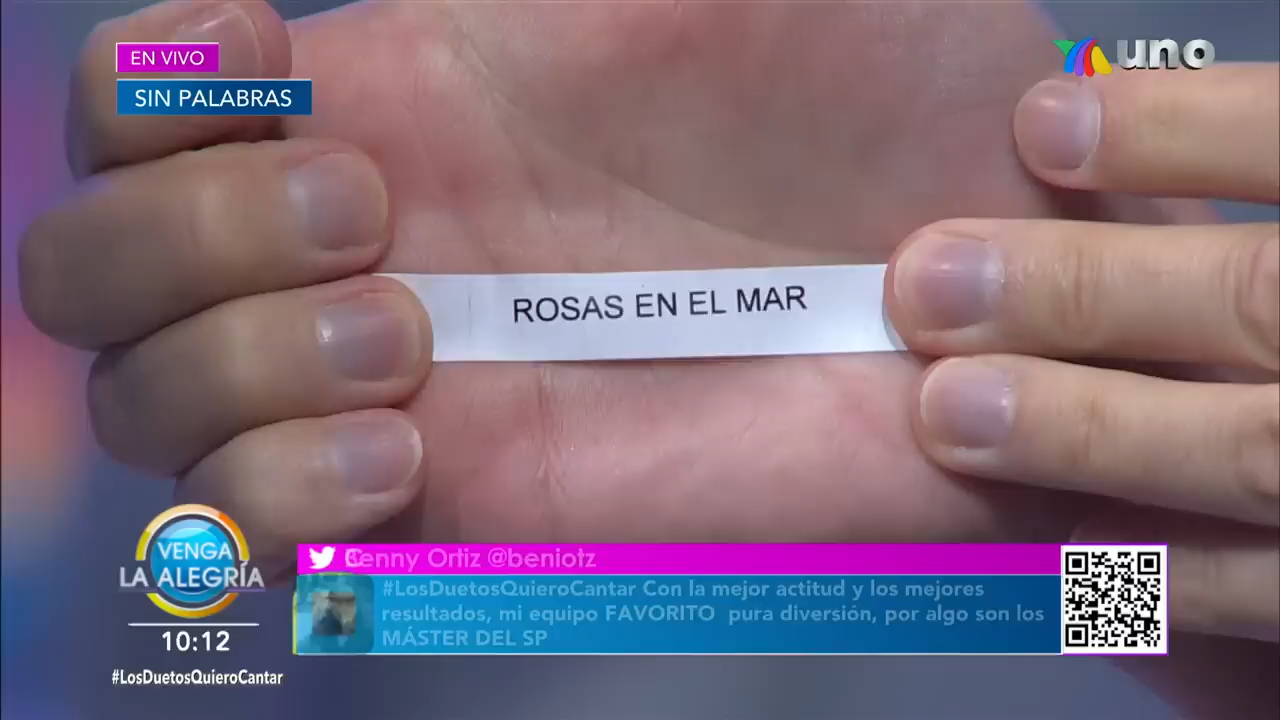 EN VIVO
SIN PALABRAS
uno
ROSAS EN EL MAR
VENGA
LA ALEGRÍA
10:12
#LosDuetosQuieroCantar
Benny Ortiz @beniotz
#LosDuetosQuieroCantar Con la mejor actitud y los mejores
resultados, mi equipo FAVORITO pura diversión, por algo son los
MÁSTER DEL SP